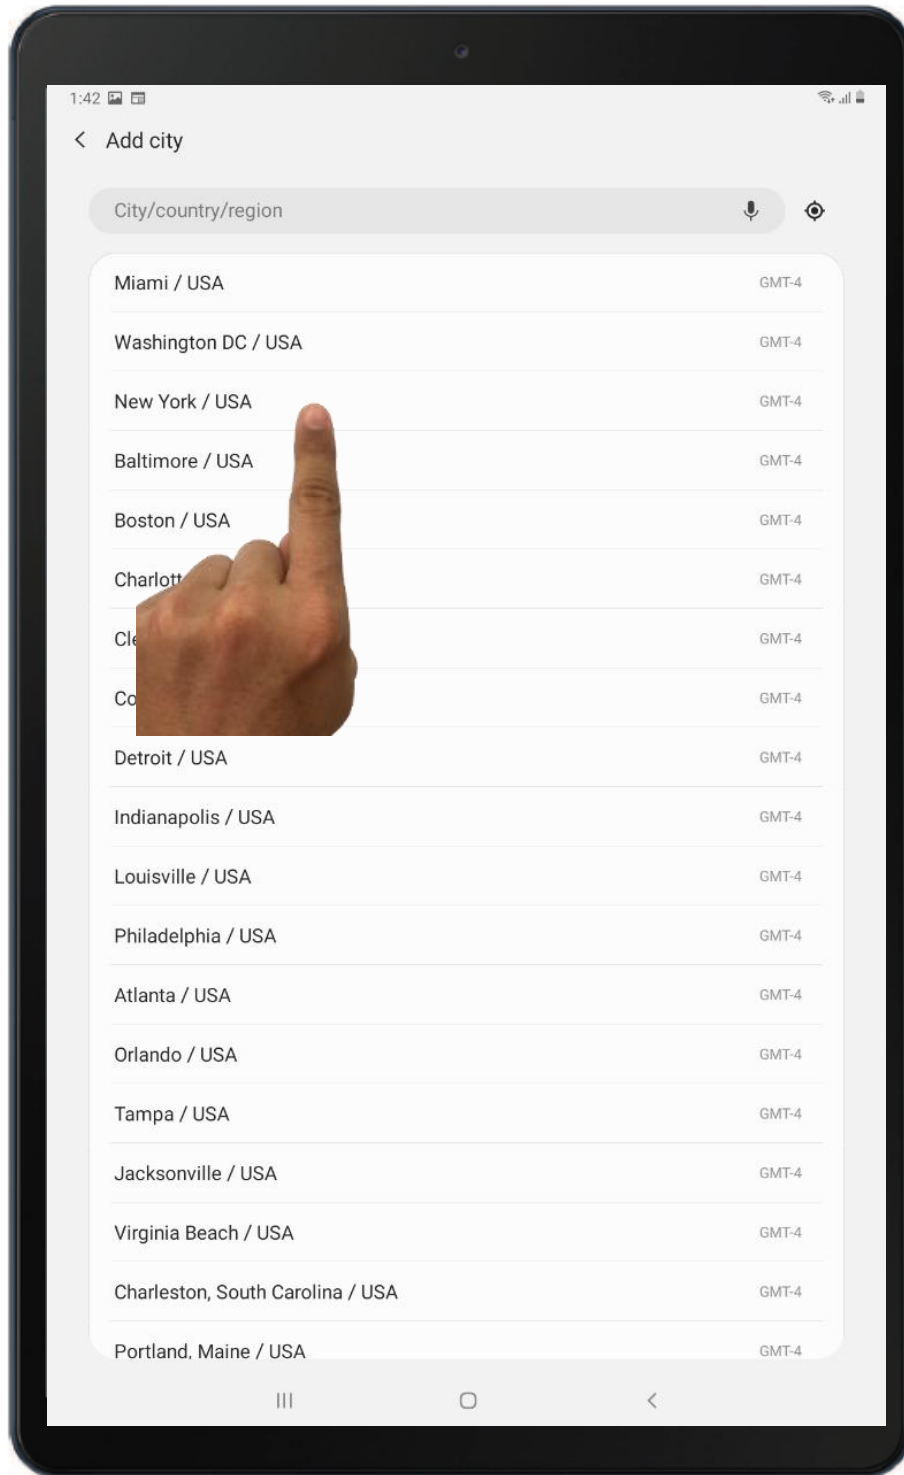 1:42
Add city
City/country/region
Miami / USA GMT-4
Washington DC / USA GMT-4
New York / USA GMT-4
Baltimore / USA GMT-4
Boston / USA GMT-4
GMT-4
GMT-4
GMT-4
Detroit / USA GMT-4
Indianapolis / USA GMT-4
Louisville / USA GMT-4
Philadelphia / USA GMT-4
Atlanta / USA GMT-4
Orlando / USA GMT-4
Tampa / USA GMT-4
Jacksonville / USA GMT-4
Virginia Beach / USA GMT-4
Charleston, South Carolina / USA GMT-4
Portland, Maine / USA GMT-4